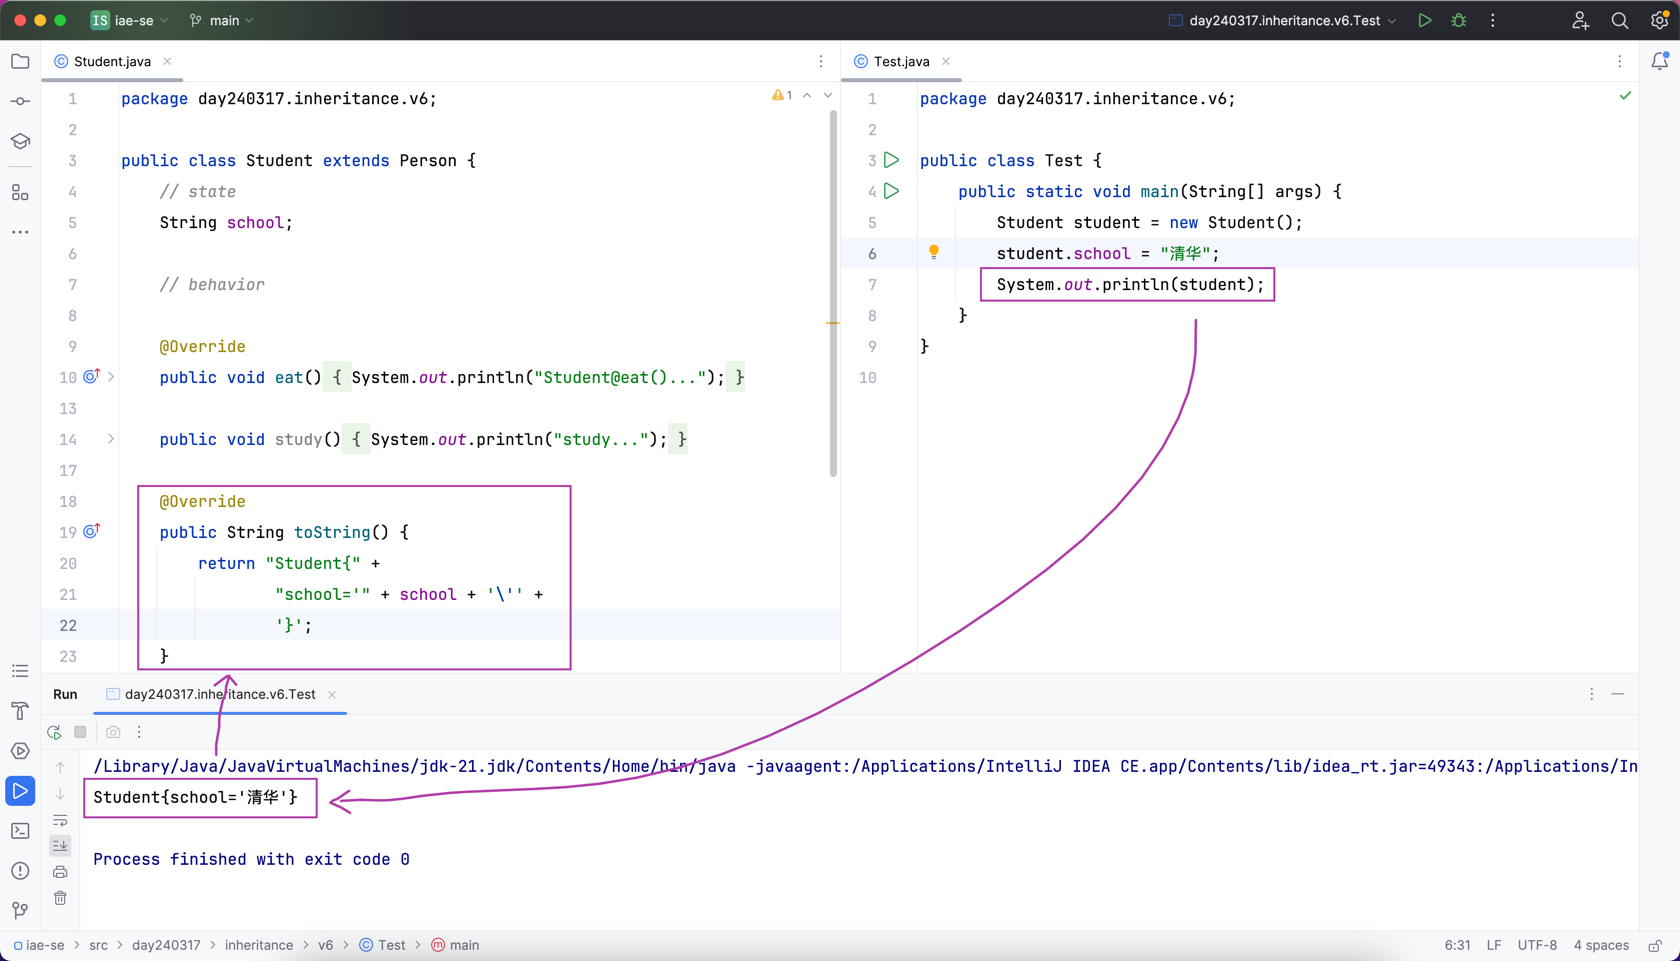 IS iae-se main day240317.inheritance.v6.Test
Student.java
1 package day240317.inheritance.v6;
1
2
3 public class Student extends Person {
4 // state
5 String school;
6
7 // behavior
8
9 @Override
10 public void eat() { System.out.println("Student@eat()..."); }
13
14 public void study() { System.out.println("study..."); }
17
18 @Override
19 public String toString() {
20 return "Student{" +
21 "school='" + school + '\'' +
22 '}';
23 }
Test.java
1 package day240317.inheritance.v6;
2
3 public class Test {
4 public static void main(String[] args) {
5 Student student = new Student();
6 student.school = "清华";
7 System.out.println(student);
8 }
9 }
10
Run day240317.inheritance.v6.Test
/Library/Java/JavaVirtualMachines/jdk-21.jdk/Contents/Home/bin/java -javaagent:/Applications/IntelliJ IDEA CE.app/Contents/lib/idea_rt.jar=49343:/Applications/In
Student{school='清华'}
Process finished with exit code 0
iae-se > src > day240317 > inheritance > v6 > Test > main 6:31 LF UTF-8 4 spaces